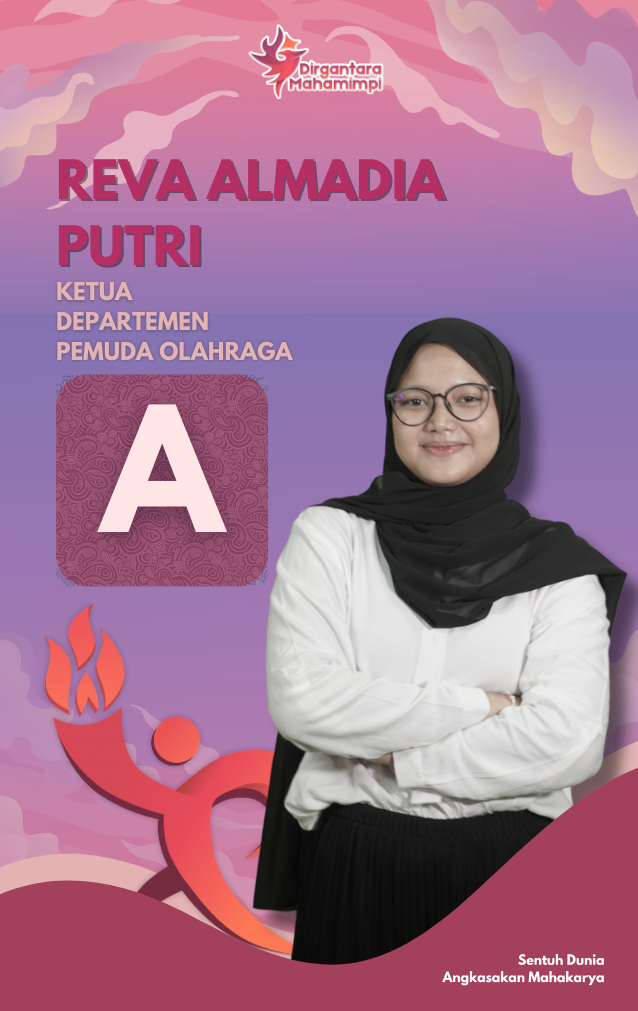 Dirgantara
Mahamimpi
REVA ALMADIA
PUTRI
KETUA
DEPARTEMEN
PEMUDA OLAHRAGA
A
Sentuh Dunia
Angkasakan Mahakarya